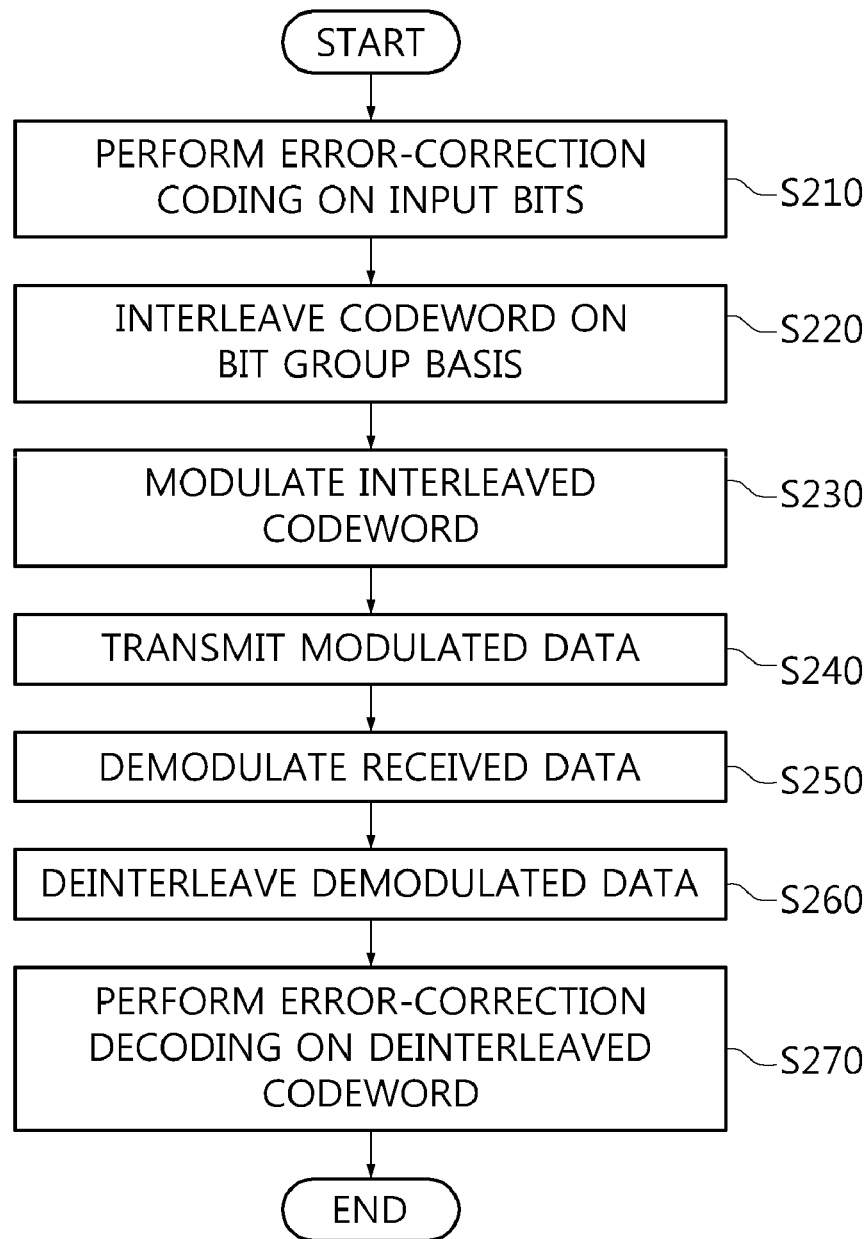 START
PERFORM ERROR-CORRECTION
CODING ON INPUT BITS
S210
INTERLEAVE CODEWORD ON
BIT GROUP BASIS
S220
MODULATE INTERLEAVED
CODEWORD
S230
TRANSMIT MODULATED DATA
S240
DEMODULATE RECEIVED DATA
S250
DEINTERLEAVE DEMODULATED DATA
S260
PERFORM ERROR-CORRECTION
DECODING ON DEINTERLEAVED
CODEWORD
S270
END